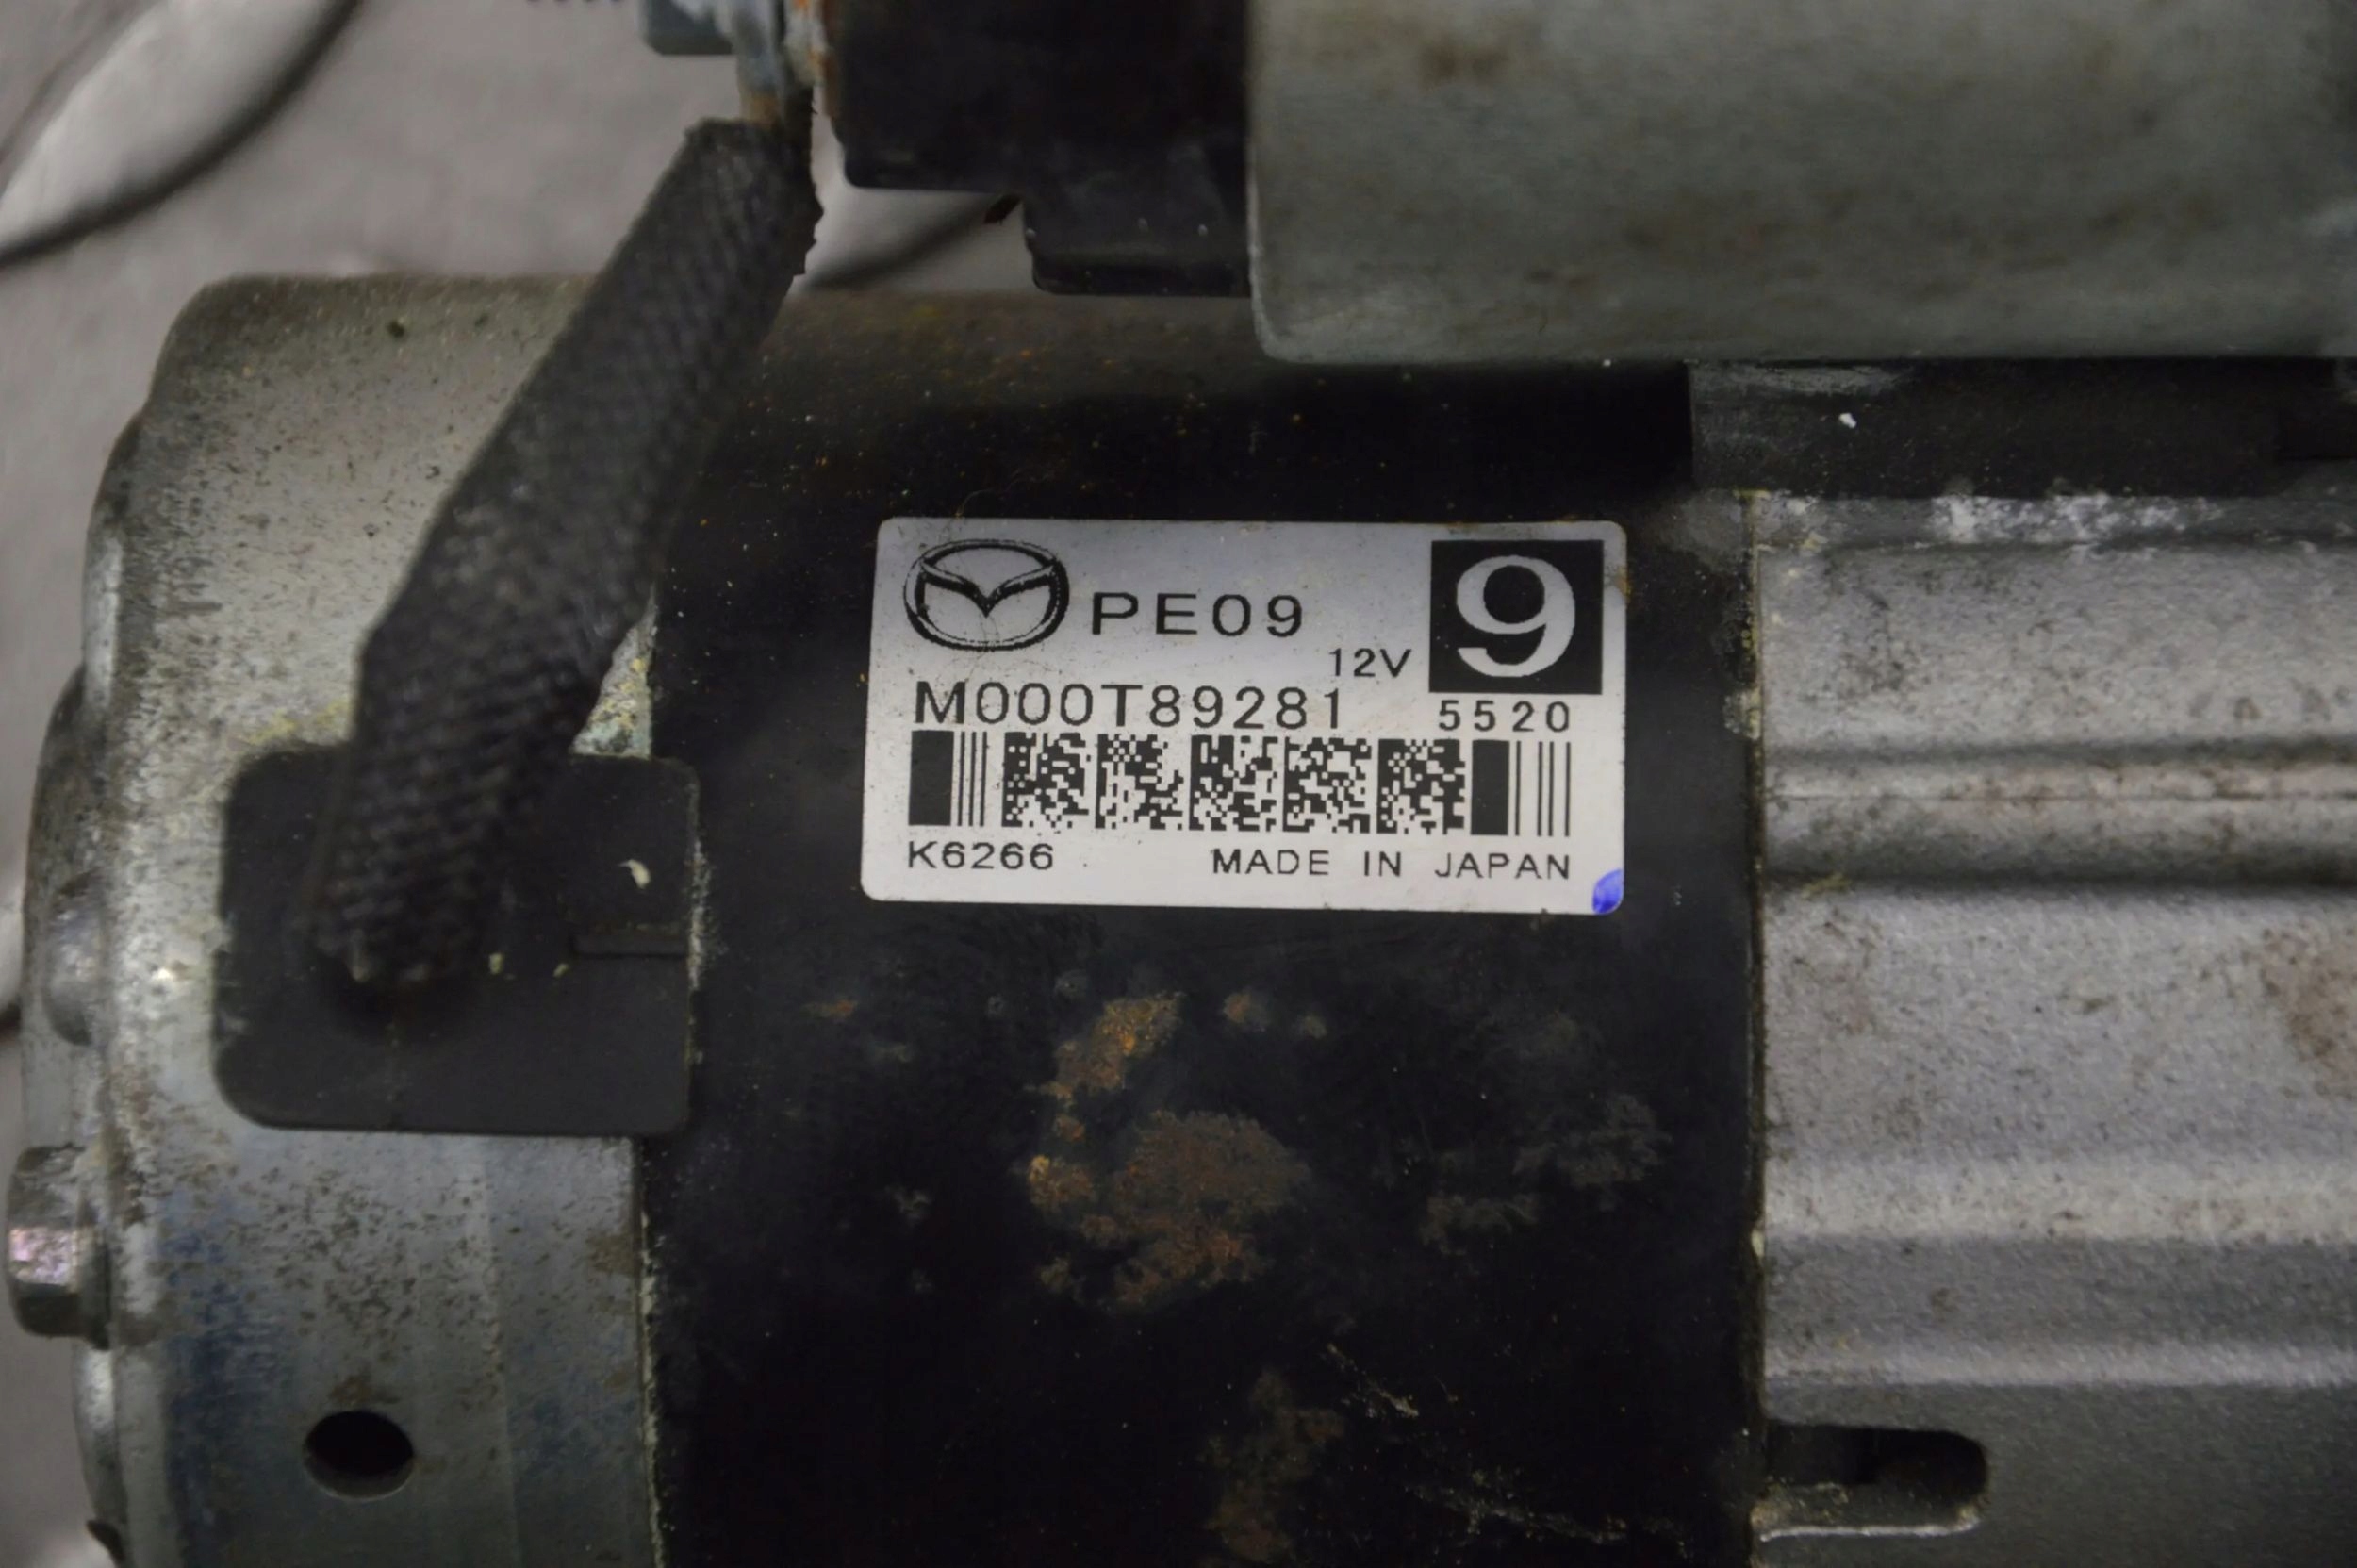 PE09
9
12V
M000T89281
5520
K6266 MADE IN JAPAN